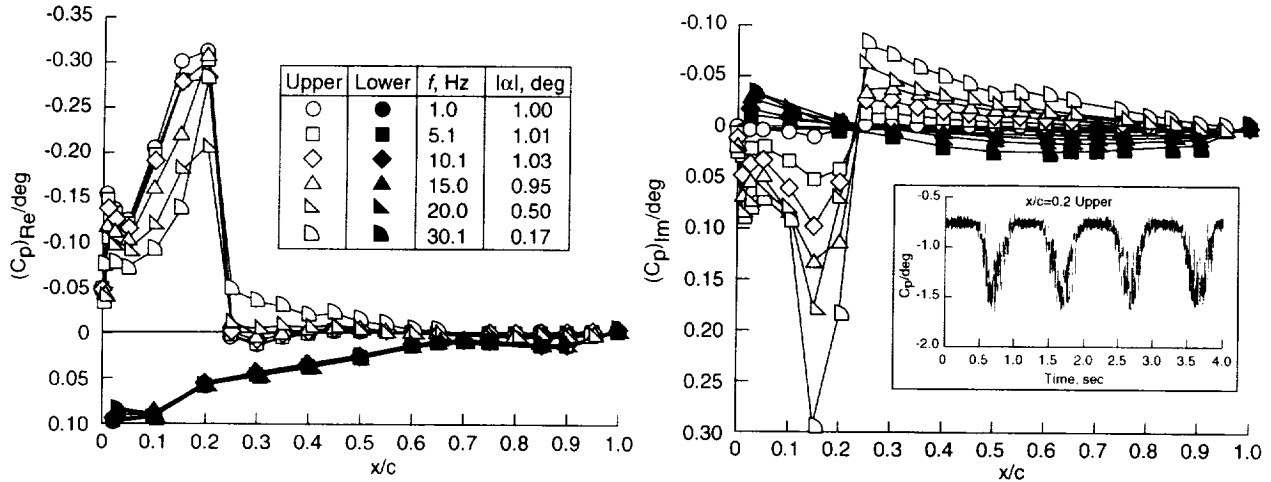 -0.35
-0.30
-0.25
-0.20
-0.15
-0.10
-0.05
0
0.05
0.10
(Cp)Re/deg
0 0.1 0.2 0.3 0.4 0.5 0.6 0.7 0.8 0.9 1.0
x/c
Upper Lower f, Hz |α|, deg
1.0 1.00
5.1 1.01
10.1 1.03
15.0 0.95
20.0 0.50
30.1 0.17
-0.10
-0.05
0
0.05
0.10
0.15
0.20
0.25
0.30
(Cp)Im/deg
0 0.1 0.2 0.3 0.4 0.5 0.6 0.7 0.8 0.9 1.0
x/c
-0.5
-1.0
-1.5
-2.0
Cp/deg
x/c=0.2 Upper
0 0.5 1.0 1.5 2.0 2.5 3.0 3.5 4.0
Time, sec